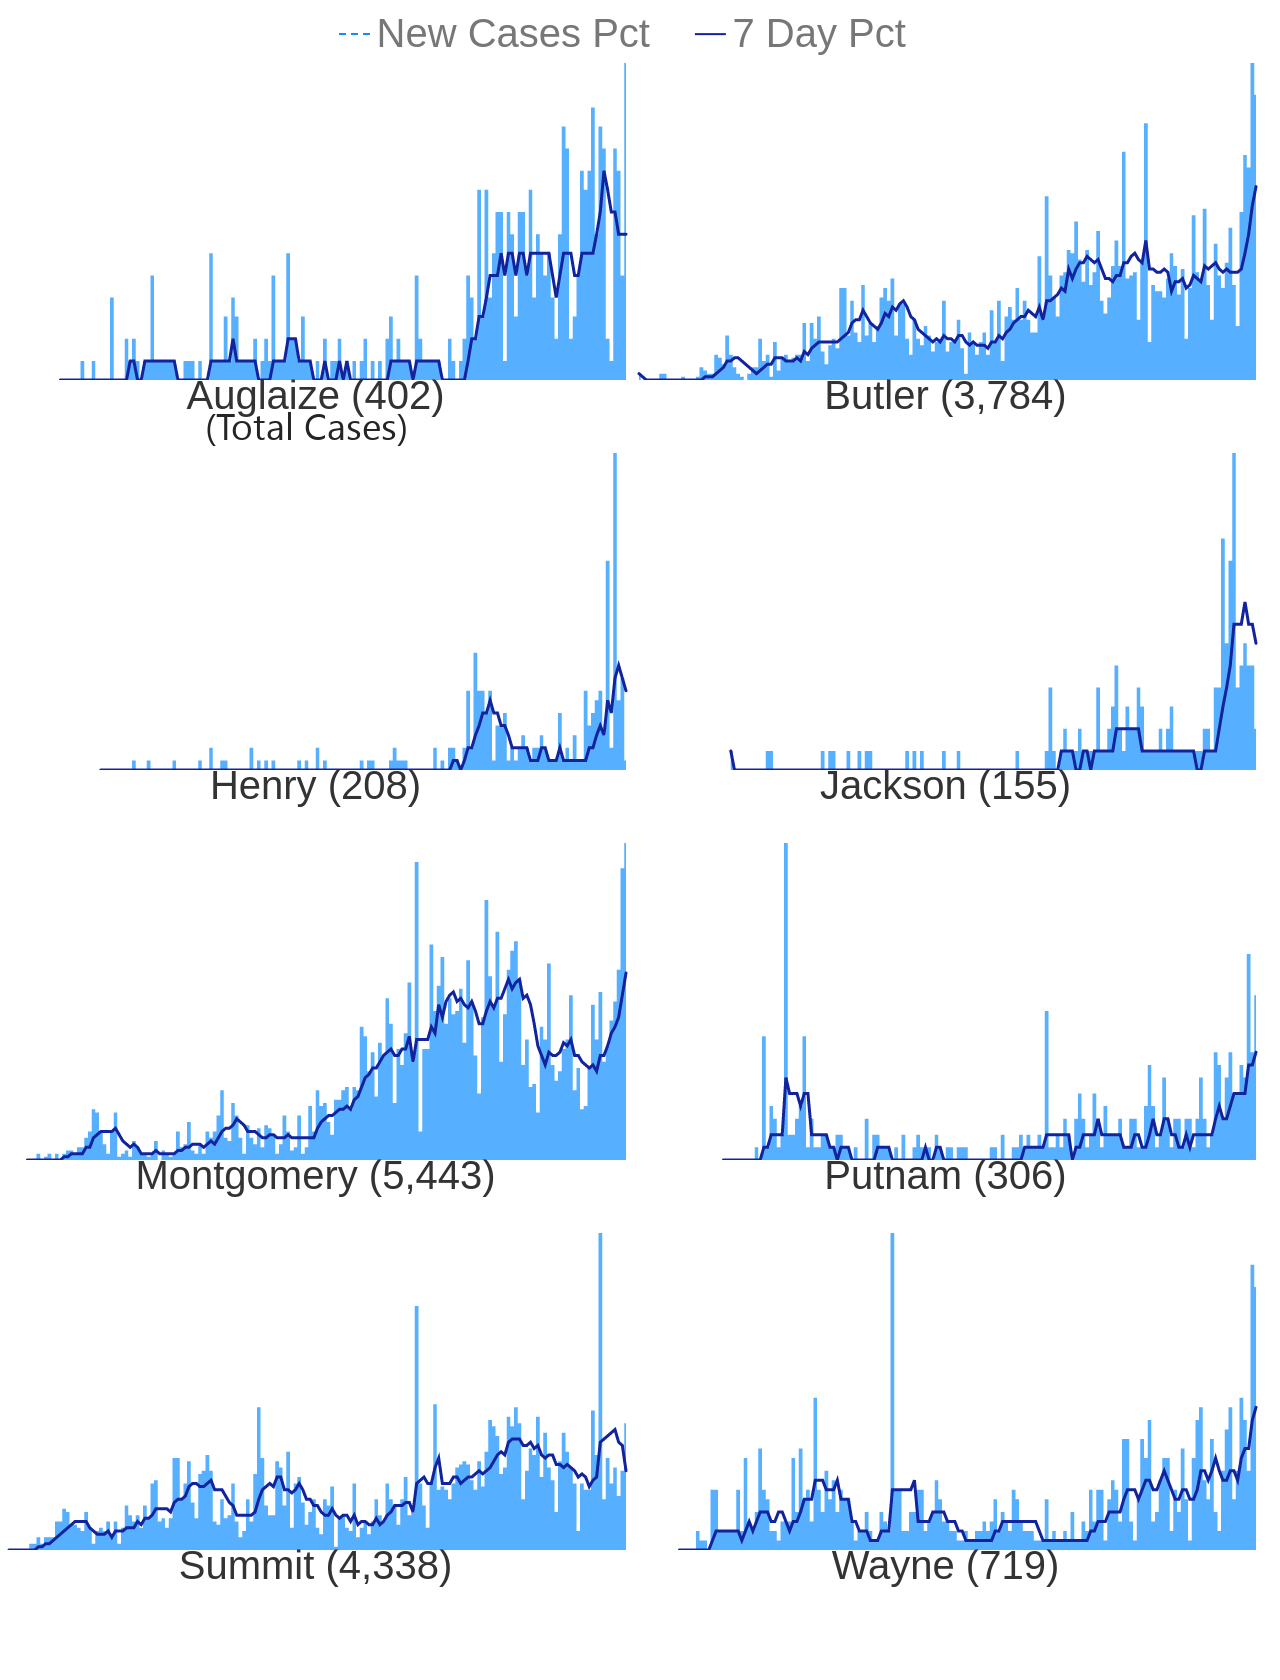 New Cases Pct 7 Day Pct
Auglaize (402) Butler (3,784)
(Total Cases)
Henry (208) Jackson (155)
Montgomery (5,443) Putnam (306)
Summit (4,338) Wayne (719)